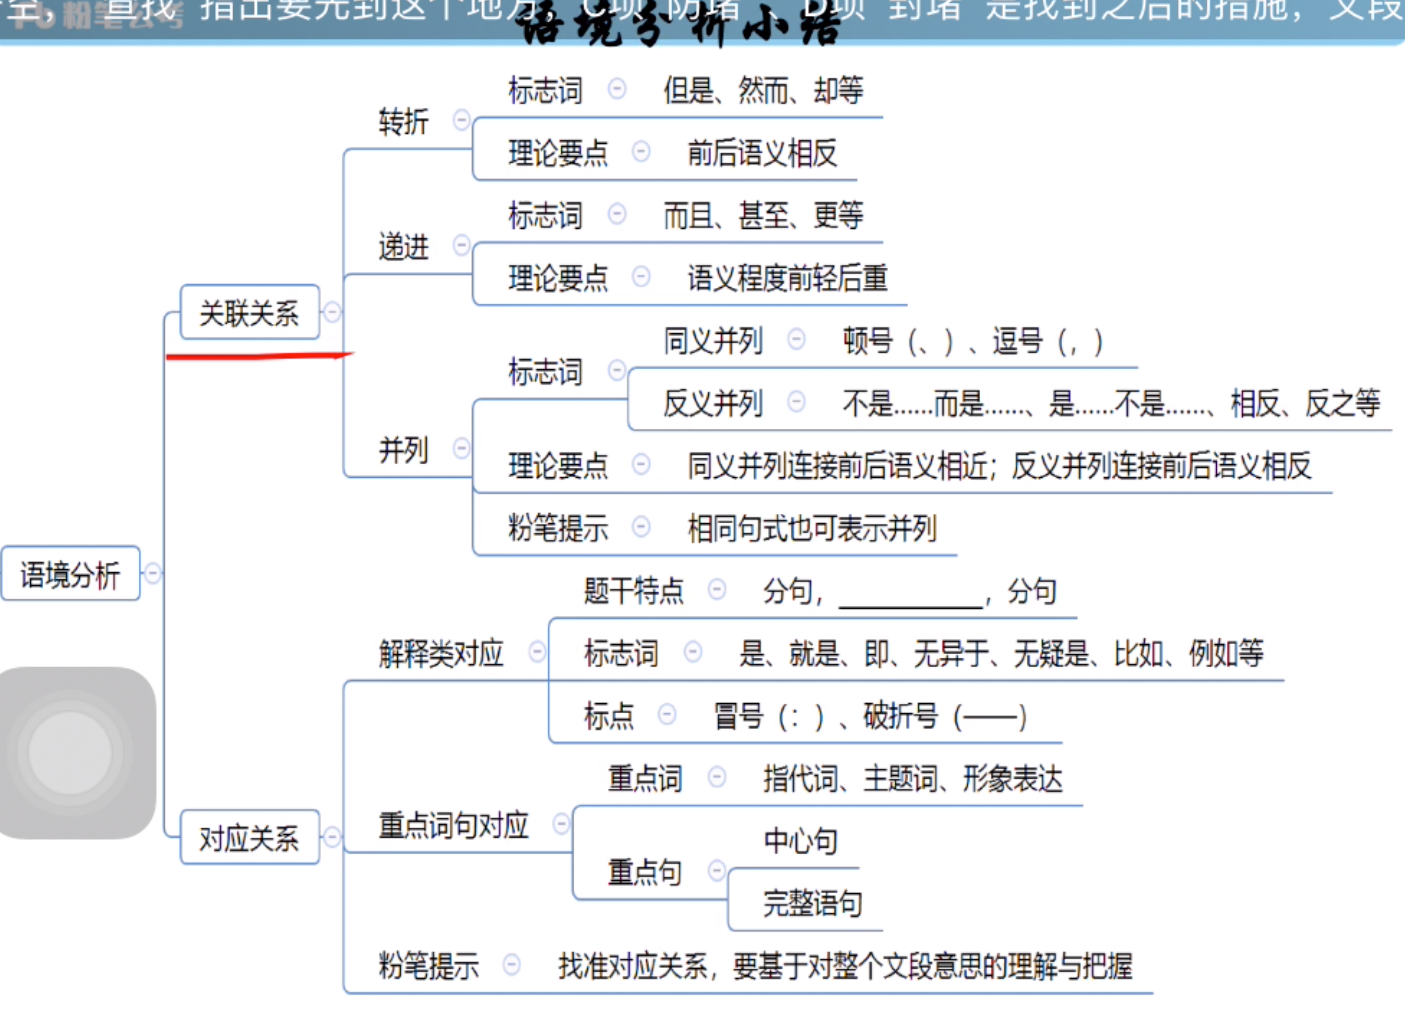 查找 指出要先到这个地方，C项 防堵 、D项 封堵 是找到之后的措施，文段
粉笔公考
语境分析小结
标志词 但是、然而、却等
转折
理论要点 前后语义相反
标志词 而且、甚至、更等
递进
理论要点 语义程度前轻后重
关联关系
同义并列 顿号（、）、逗号（，）
标志词
反义并列 不是……而是……、是……不是……、相反、反之等
并列
理论要点 同义并列连接前后语义相近；反义并列连接前后语义相反
粉笔提示 相同句式也可表示并列
语境分析
题干特点 分句，__________，分句
解释类对应 标志词 是、就是、即、无异于、无疑是、比如、例如等
标点 冒号（：）、破折号（——）
重点词 指代词、主题词、形象表达
重点词句对应
对应关系
中心句
重点句
完整语句
粉笔提示 找准对应关系，要基于对整个文段意思的理解与把握